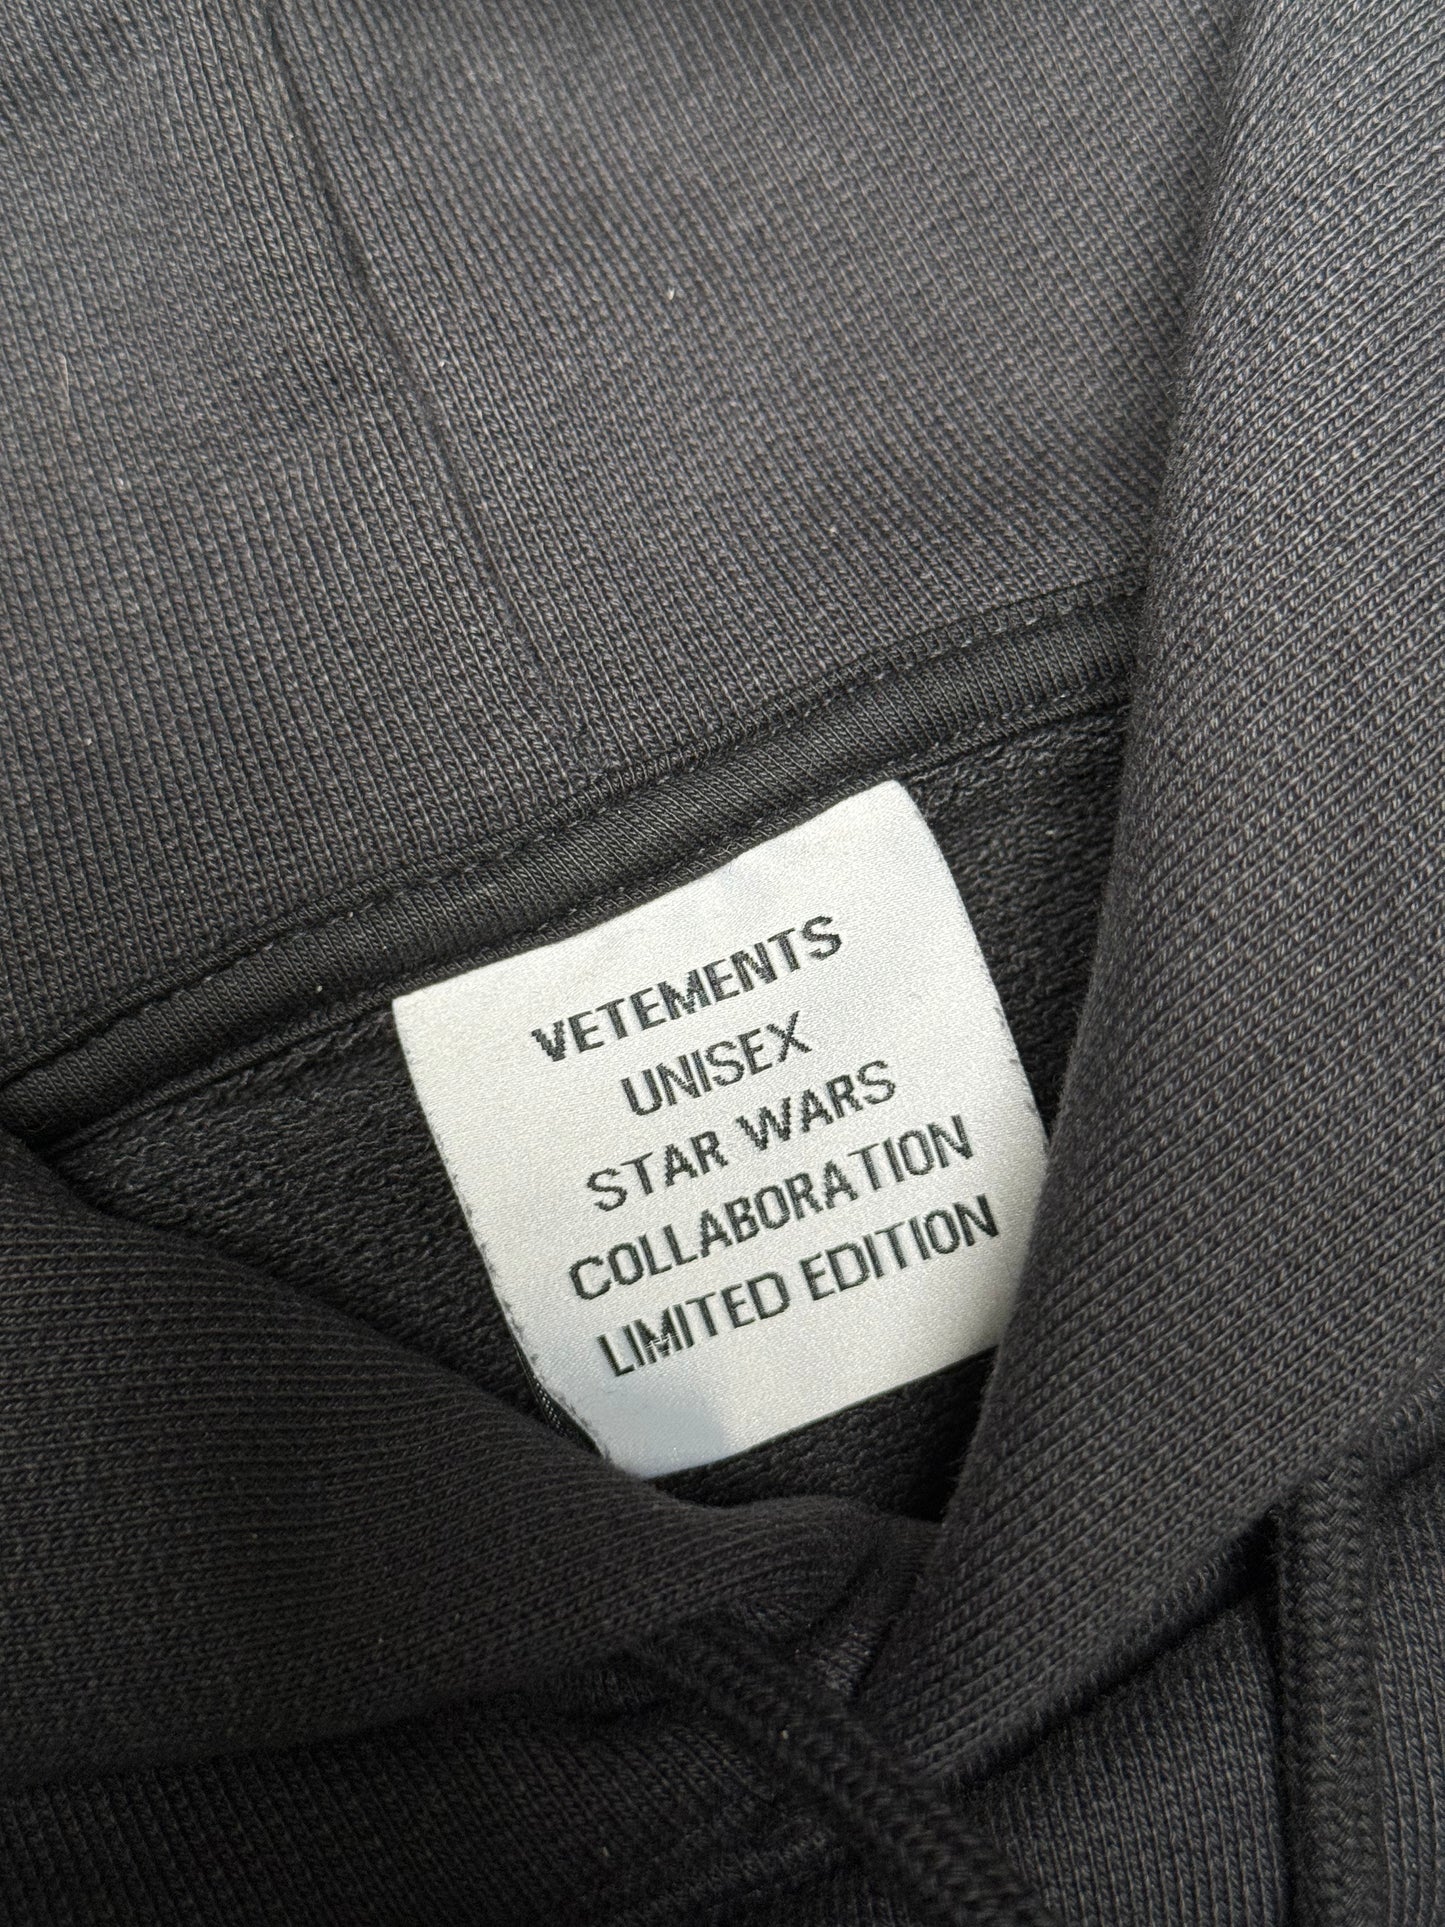 VETEMENTS
UNISEX
STAR WARS
COLLABORATION
LIMITED EDITION